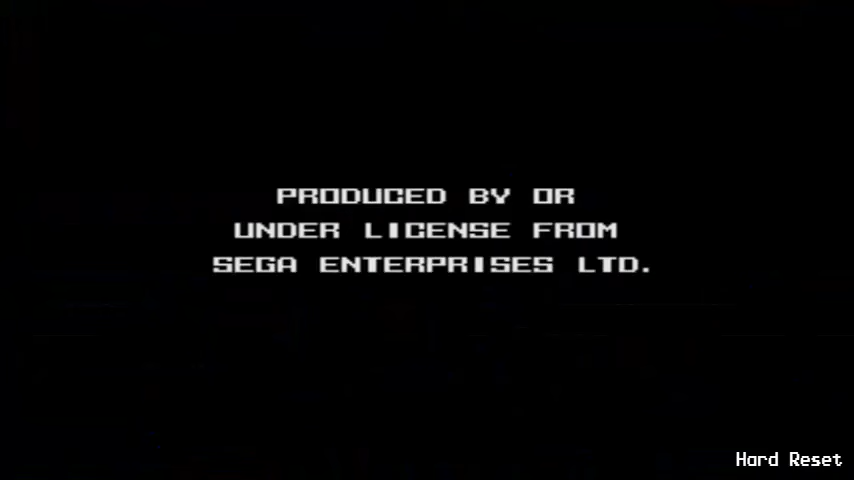 PRODUCED BY OR
UNDER LICENSE FROM
SEGA ENTERPRISES LTD.
Hard Reset